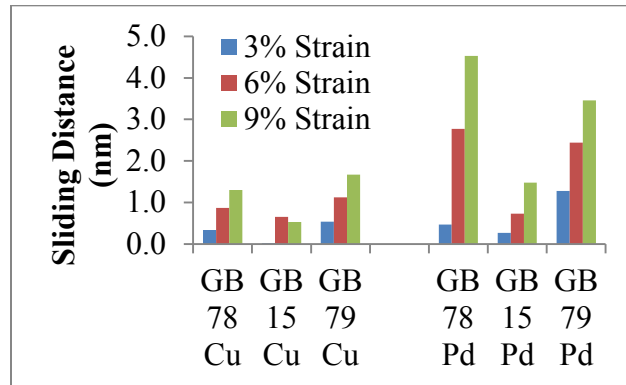 Sliding Distance
(nm)
5.0
4.0
3.0
2.0
1.0
0.0
3% Strain
6% Strain
9% Strain
GB
78
Cu
GB
15
Cu
GB
79
Cu
GB
78
Pd
GB
15
Pd
GB
79
Pd